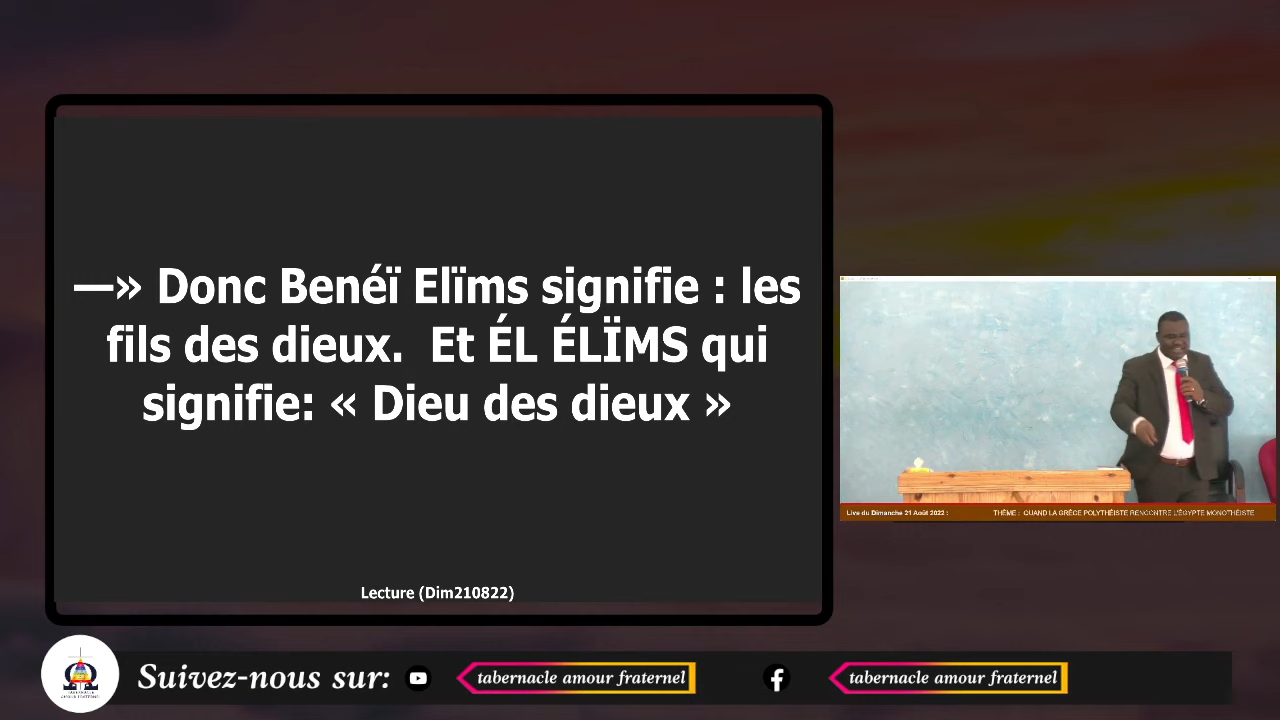 —» Donc Benéï Elïms signifie : les
fils des dieux. Et ÉL ÉLÏMS qui
signifie: « Dieu des dieux »
Lecture (Dim210822)
Live du Dimanche 21 Août 2022 : THÈME : QUAND LA GRÈCE POLYTHÉISTE RENCONTRE L'ÉGYPTE MONOTHÉISTE
Suivez-nous sur: tabernacle amour fraternel tabernacle amour fraternel